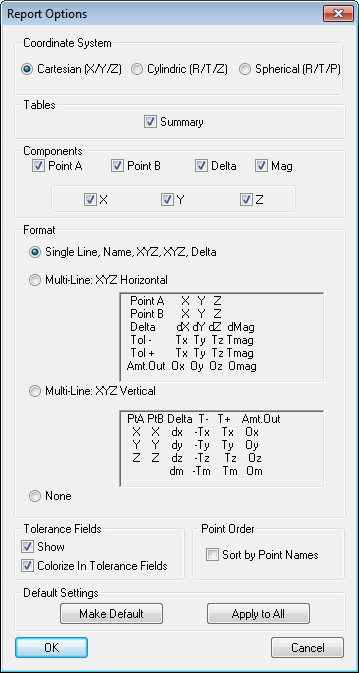 Report Options
Coordinate System
Cartesian (X/Y/Z) Cylindric (R/T/Z) Spherical (R/T/P)
Tables
Summary
Components
Point A Point B Delta Mag
X Y Z
Format
Single Line, Name, XYZ, XYZ, Delta
Multi-Line: XYZ Horizontal
Point A X Y Z
Point B X Y Z
Delta dX dY dZ dMag
Tol - Tx Ty Tz Tmag
Tol + Tx Ty Tz Tmag
Amt.Out Ox Oy Oz Omag
Multi-Line: XYZ Vertical
PtA PtB Delta T- T+ Amt.Out
X X dx -Tx Tx Ox
Y Y dy -Ty Ty Oy
Z Z dz -Tz Tz Oz
dm -Tm Tm Om
None
Tolerance Fields
Show
Colorize In Tolerance Fields
Point Order
Sort by Point Names
Default Settings
Make Default Apply to All
OK Cancel